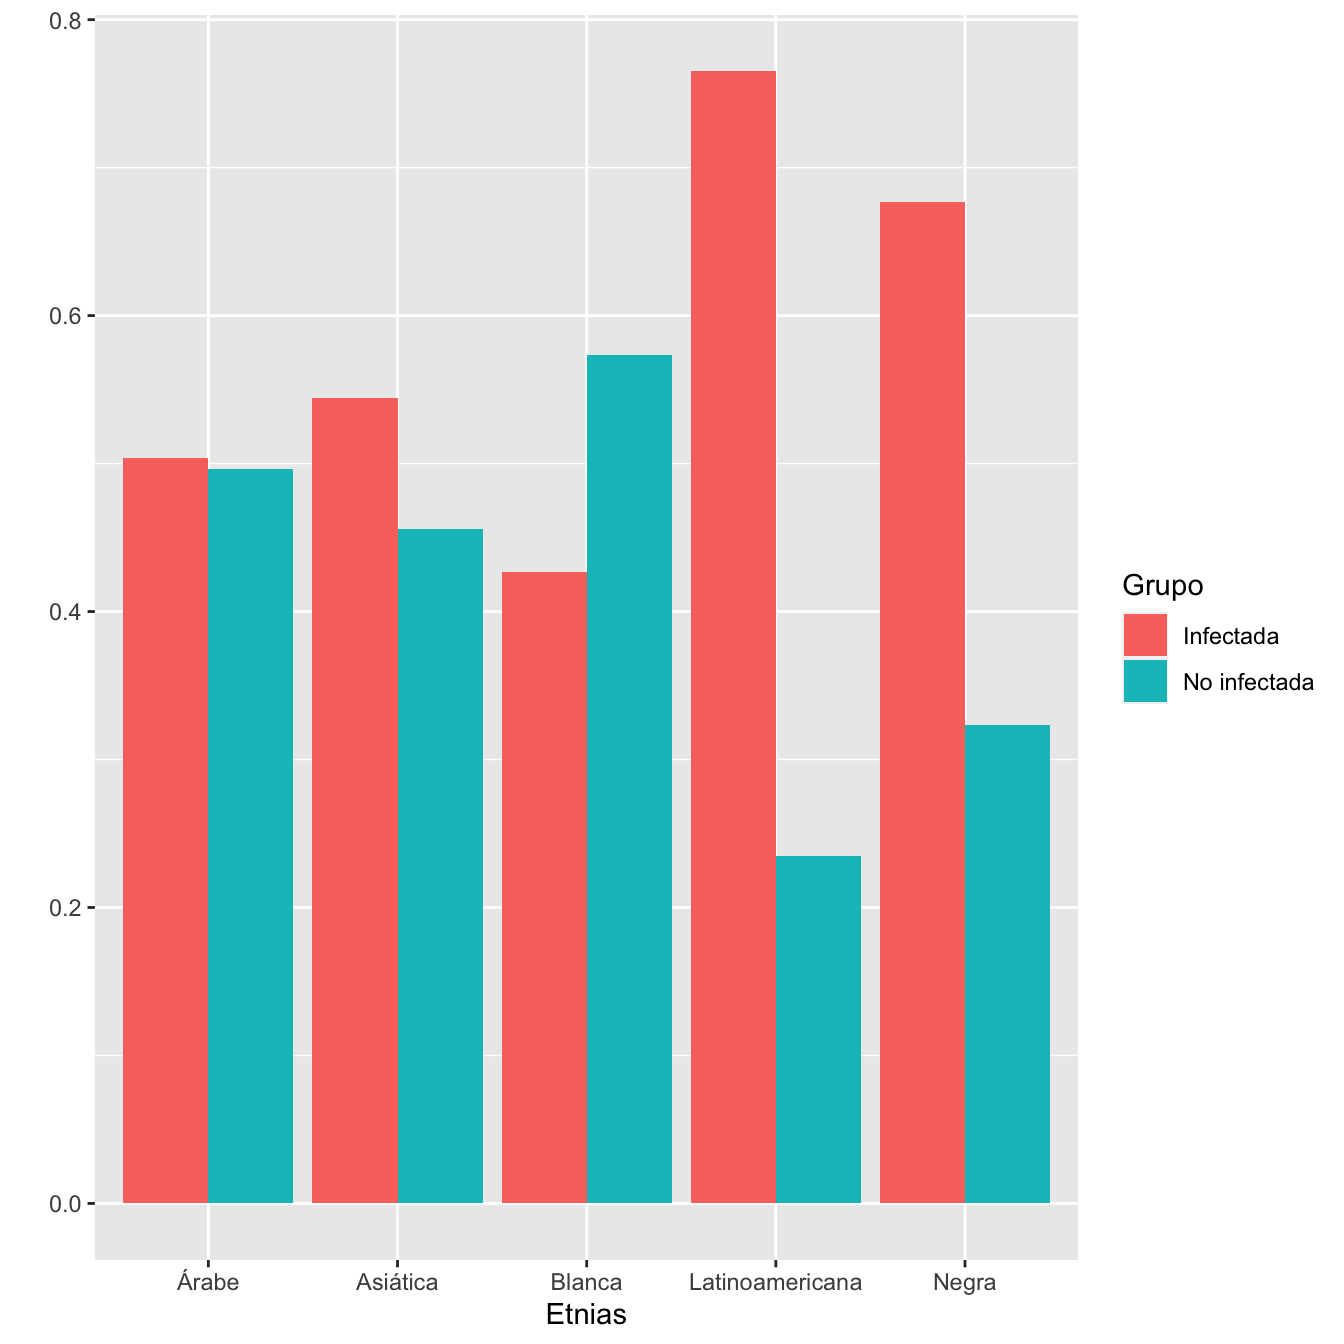 0.8
0.6
0.4
0.2
0.0
Árabe
Asiática
Blanca
Latinoamericana
Negra
Etnias
Grupo
Infectada
No infectada